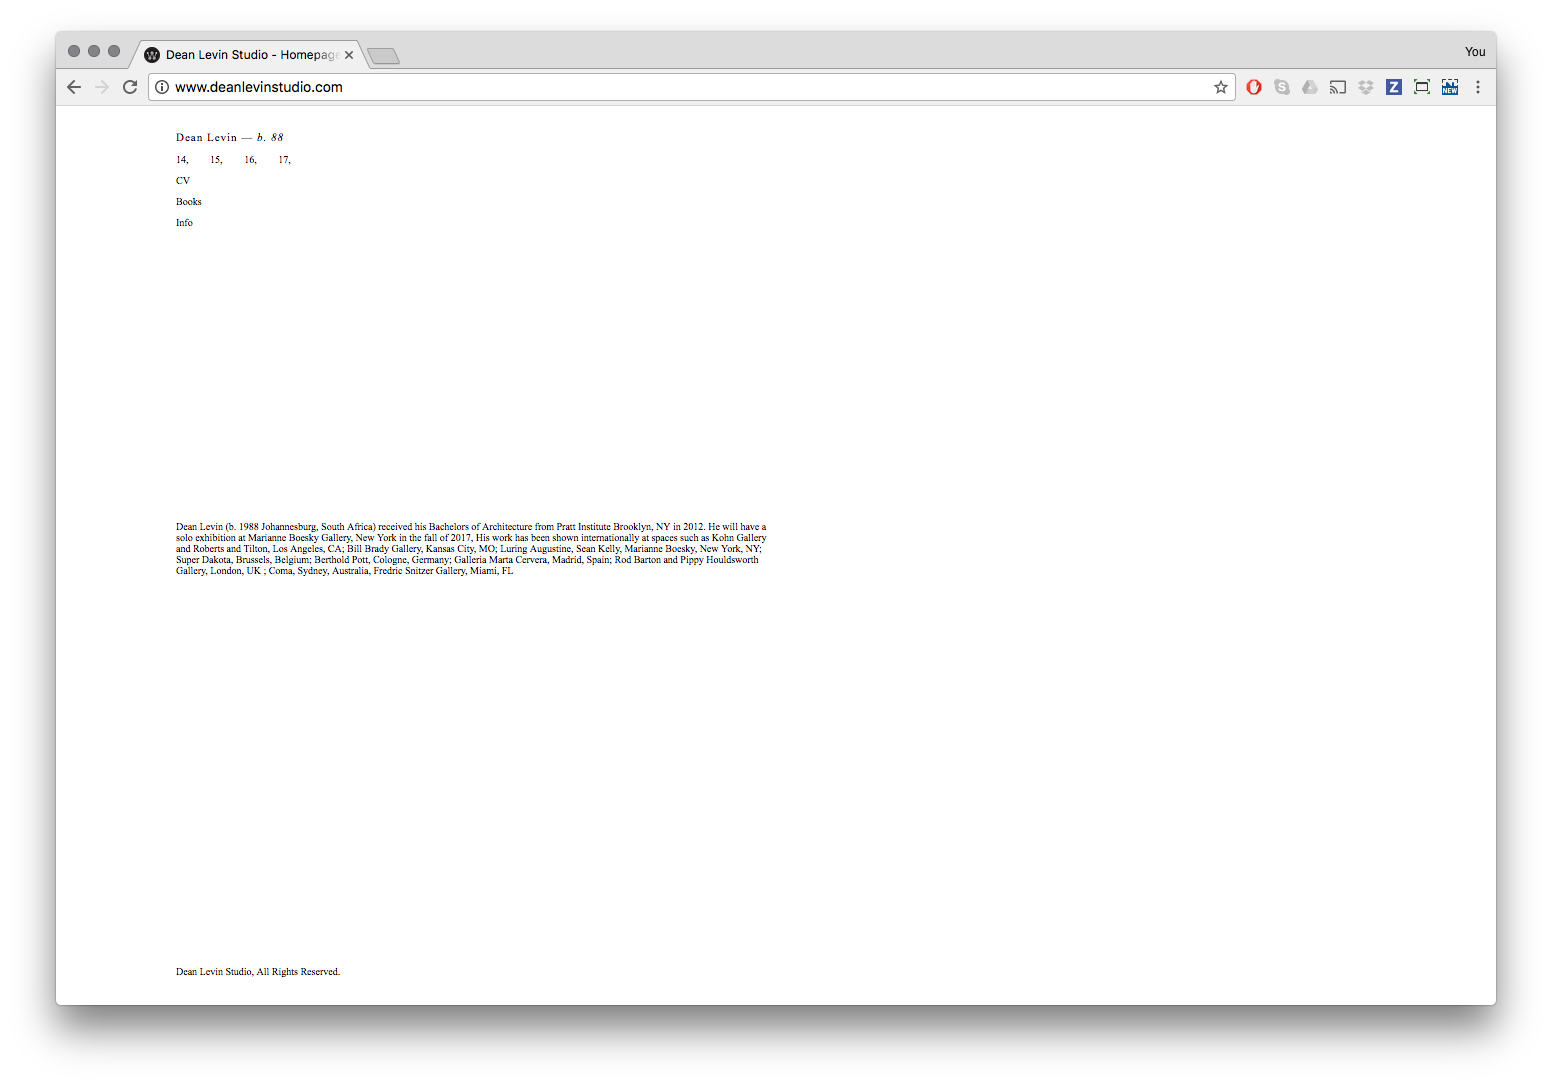 Dean Levin Studio - Homepage
You
www.deanlevinstudio.com
Z
NEW
Dean Levin — b. 88
14, 15, 16, 17,
CV
Books
Info
Dean Levin (b. 1988 Johannesburg, South Africa) received his Bachelors of Architecture from Pratt Institute Brooklyn, NY in 2012. He will have a
solo exhibition at Marianne Boesky Gallery, New York in the fall of 2017, His work has been shown internationally at spaces such as Kohn Gallery
and Roberts and Tilton, Los Angeles, CA; Bill Brady Gallery, Kansas City, MO; Luring Augustine, Sean Kelly, Marianne Boesky, New York, NY;
Super Dakota, Brussels, Belgium; Berthold Pott, Cologne, Germany; Galleria Marta Cervera, Madrid, Spain; Rod Barton and Pippy Houldsworth
Gallery, London, UK ; Coma, Sydney, Australia, Fredric Snitzer Gallery, Miami, FL
Dean Levin Studio, All Rights Reserved.